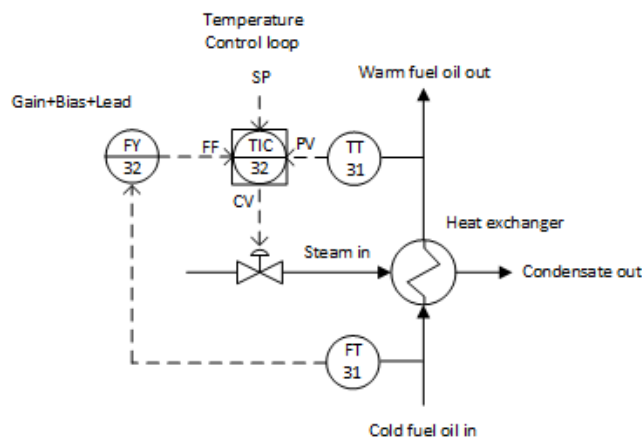 Temperature
Control loop
SP
Warm fuel oil out
Gain+Bias+Lead
FY
32
FF
TIC
32
PV
TT
31
CV
Heat exchanger
Steam in
Condensate out
FT
31
Cold fuel oil in